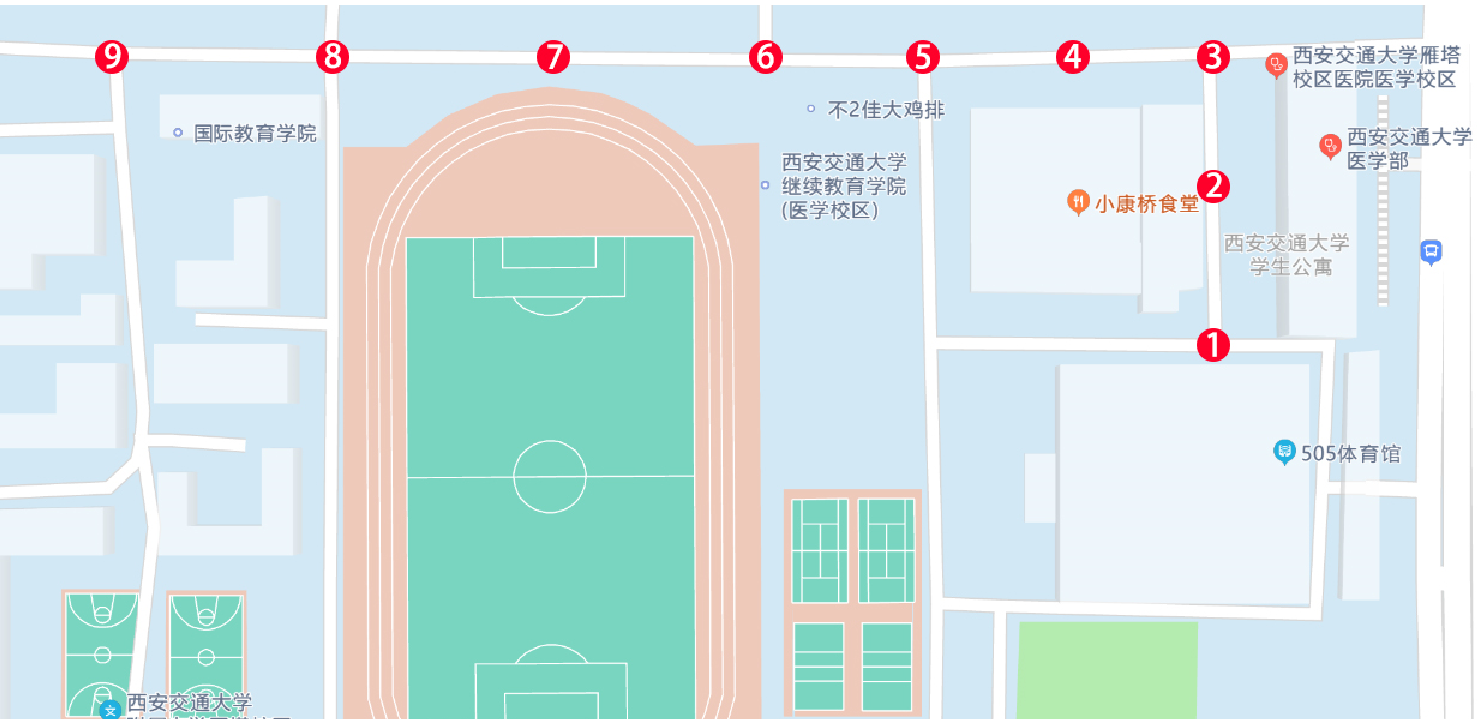 9
8
7
6
5
4
3
西安交通大学雁塔
校区医院医学校区
不2佳大鸡排
国际教育学院
西安交通大学
医学部
西安交通大学
继续教育学院
(医学校区)
2
小康桥食堂
西安交通大学
学生公寓
1
505体育馆
文
西安交通大学